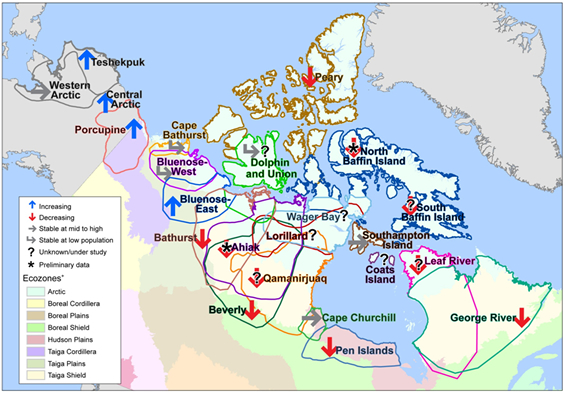 Teshekpuk
Western
Arctic
Central
Arctic
Porcupine
Cape
Bathurst
Bluenose-
West
Bluenose-
East
Bathurst
Dolphin
and Union
?
Peary
*
North
Baffin Island
?
South
Baffin Island
Wager Bay
?
Lorillard
?
*
Ahiak
?
Qamanirjuaq
Beverly
Southampton
Island
?
Coats
Island
?
Leaf River
George River
Cape Churchill
Pen Islands
Increasing
Decreasing
Stable at mid to high
Stable at low population
? Unknown/under study
* Preliminary data
Ecozones*
Arctic
Boreal Cordillera
Boreal Plains
Boreal Shield
Hudson Plains
Taiga Cordillera
Taiga Plains
Taiga Shield